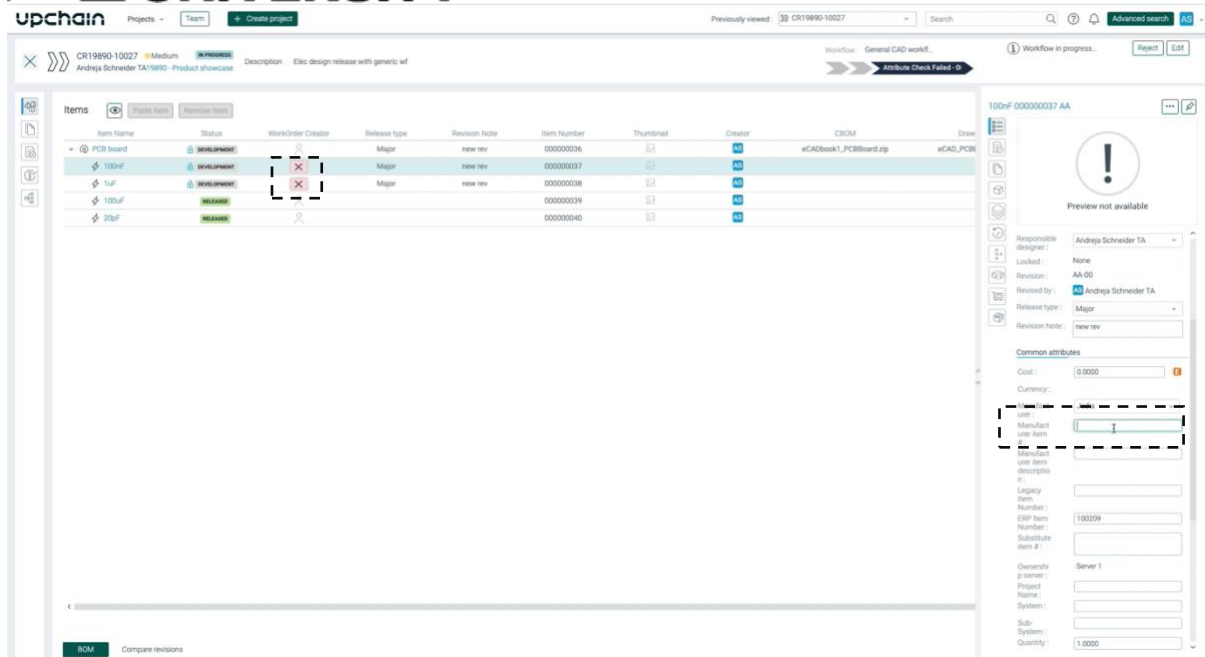 upchain Projects Team + Create project Previously viewed : CR19890-10027 Search Advanced search AS
CR19890-10027 Medium IN PROGRESS
Andreja Schneider TA19890 - Product showcase
Description Elec design release with generic wf
Workflow : General CAD workfl..
Attribute Check Failed - D
Workflow in progress... Reject Edit
Items Paste item Remove item
Item Name Status WorkOrder Creator Release type Revision Note Item Number Thumbnail Creator CBOM Draw
PCB board DEVELOPMENT Major new rev 000000036 AS eCADbook1_PCBBoard.zip eCAD_PCB
100nF DEVELOPMENT Major new rev 000000037 AS
1uF DEVELOPMENT Major new rev 000000038 AS
100uF RELEASED 000000039 AS
20pF RELEASED 000000040 AS
100nF 000000037 AA
Preview not available
Responsible designer : Andreja Schneider TA
Locked : None
Revision : AA-00
Revised by : AS Andreja Schneider TA
Release type : Major
Revision Note : new rev
Common attributes
Cost : 0.0000 E
Currency :
urer :
Manufact
urer item
# :
Manufact
urer item
descriptio
n :
Legacy
Item
Number :
ERP Item
Number : 100209
Substitute
item # :
Ownershi
p server : Server 1
Project
Name :
System :
Sub-
System :
Quantity : 1.0000
BOM Compare revisions